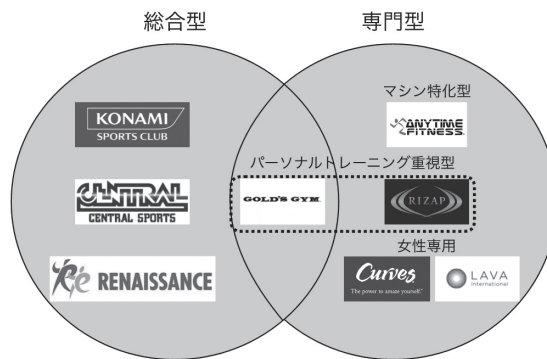 総合型
専門型
KONAMI
SPORTS CLUB
CENTRAL
CENTRAL SPORTS
RENAISSANCE
マシン特化型
ANYTIME
FITNESS
パーソナルトレーニング重視型
GOLD'S GYM
RIZAP
女性専用
Curves
The power to amaze yourself.
LAVA
International